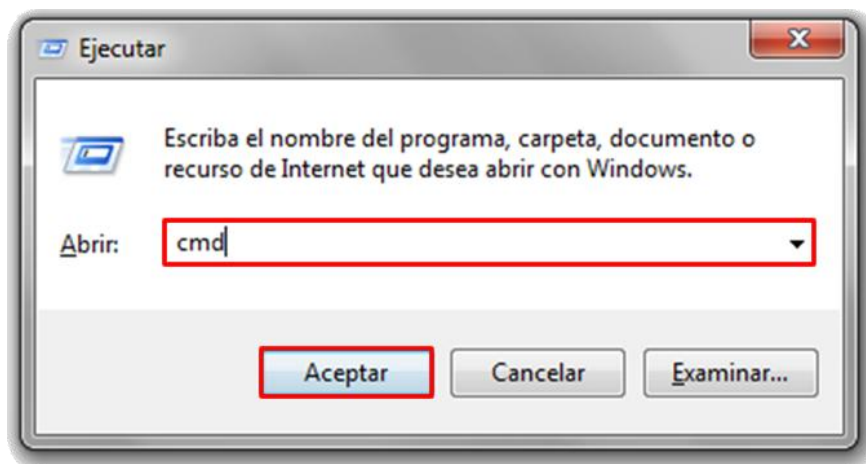 Ejecutar
Escriba el nombre del programa, carpeta, documento o
recurso de Internet que desea abrir con Windows.
Abrir: cmd
Aceptar Cancelar Examinar...